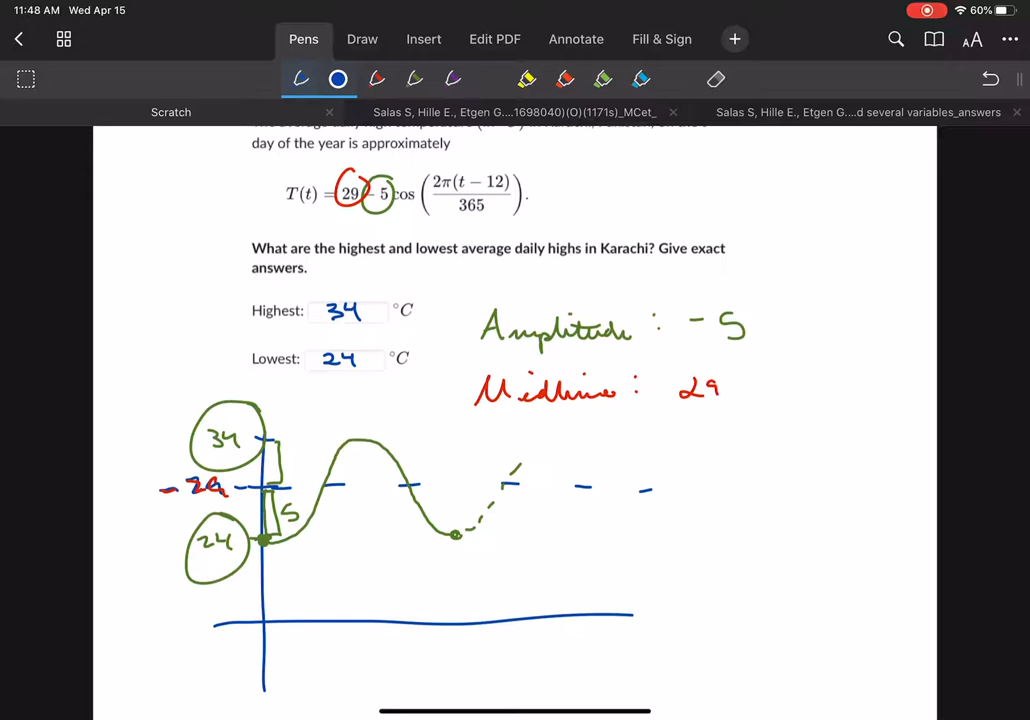 11:48 AM Wed Apr 15
60%
Pens Draw Insert Edit PDF Annotate Fill & Sign
AA
Scratch
Salas S, Hille E., Etgen G....1698040)(O)(1171s)_MCet_
Salas S, Hille E., Etgen G....d several variables_answers
day of the year is approximately
T(t) = 29 - 5 cos ( 2π(t − 12) / 365 ).
What are the highest and lowest average daily highs in Karachi? Give exact
answers.
Highest: 34 °C
Lowest: 24 °C
Amplitude : - 5
Midline : 29
34
- 29
5
24